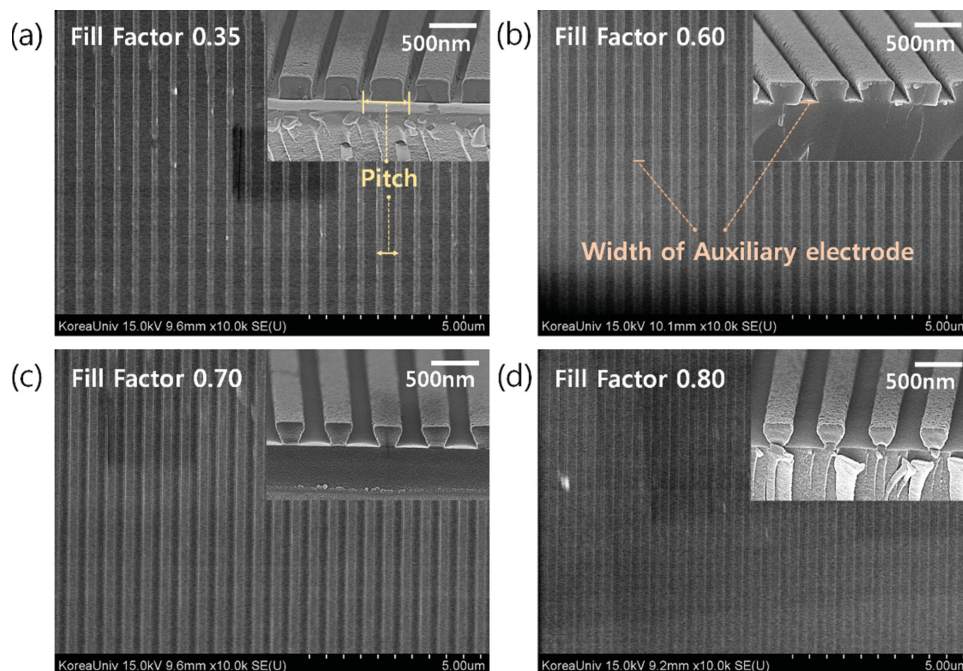 (a)
Fill Factor 0.35
500nm
Pitch
KoreaUniv 15.0kV 9.6mm x10.0k SE(U)
5.00um
(b)
Fill Factor 0.60
500nm
Width of Auxiliary electrode
KoreaUniv 15.0kV 10.1mm x10.0k SE(U)
5.00um
(c)
Fill Factor 0.70
500nm
KoreaUniv 15.0kV 9.6mm x10.0k SE(U)
5.00um
(d)
Fill Factor 0.80
500nm
KoreaUniv 15.0kV 9.2mm x10.0k SE(U)
5.00um